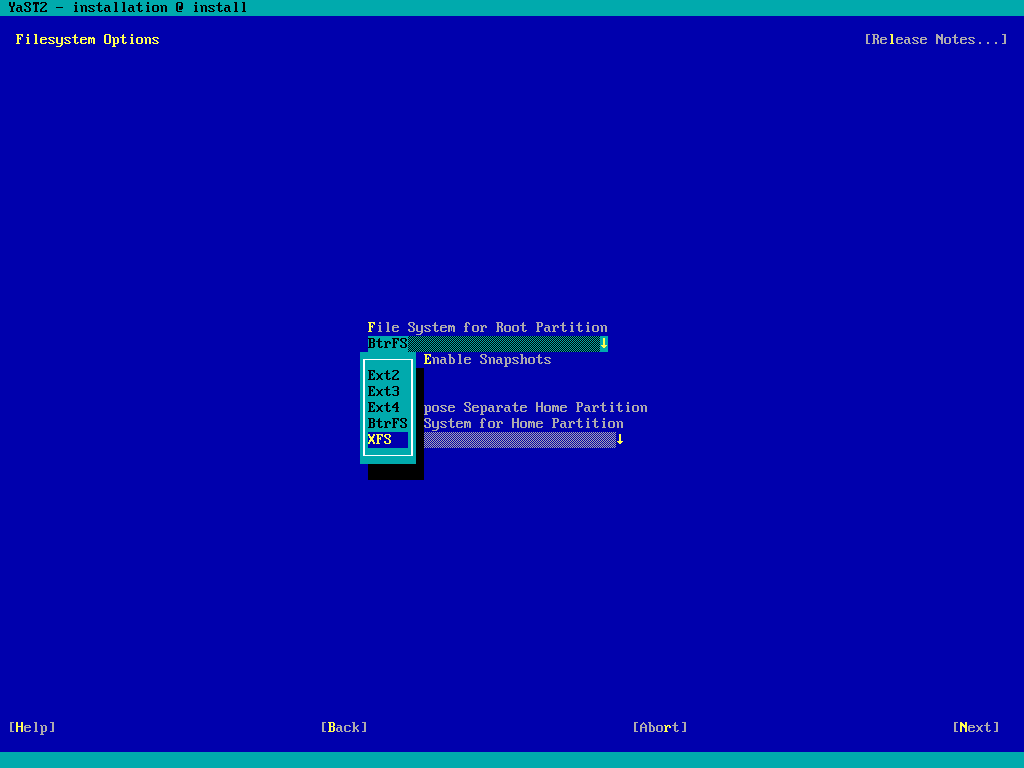 YaST2 - installation @ install
Filesystem Options [Release Notes...]
File System for Root Partition
BtrFS ↓
Enable Snapshots
Ext2
Ext3
Ext4 pose Separate Home Partition
BtrFS System for Home Partition
XFS ↓
[Help] [Back] [Abort] [Next]